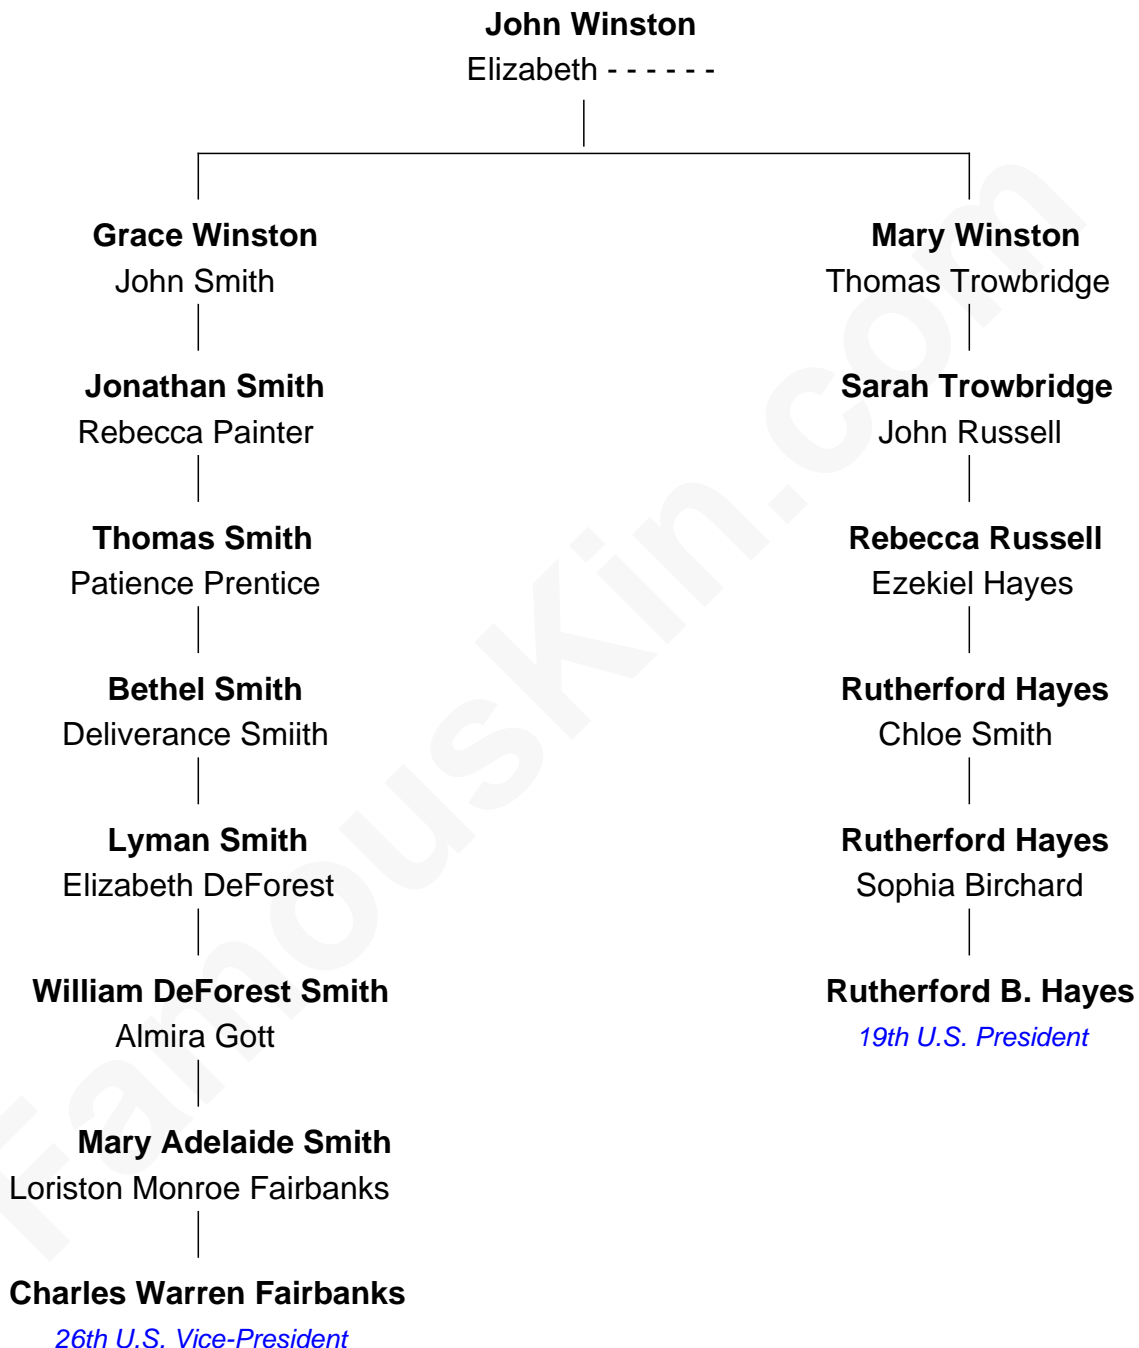 John Winston
Elizabeth - - - - - -
Grace Winston
John Smith
Mary Winston
Thomas Trowbridge
Jonathan Smith
Rebecca Painter
Sarah Trowbridge
John Russell
Thomas Smith
Patience Prentice
Rebecca Russell
Ezekiel Hayes
Bethel Smith
Deliverance Smiith
Rutherford Hayes
Chloe Smith
Lyman Smith
Elizabeth DeForest
Rutherford Hayes
Sophia Birchard
William DeForest Smith
Almira Gott
Rutherford B. Hayes
19th U.S. President
Mary Adelaide Smith
Loriston Monroe Fairbanks
Charles Warren Fairbanks
26th U.S. Vice-President
FamousKin.com